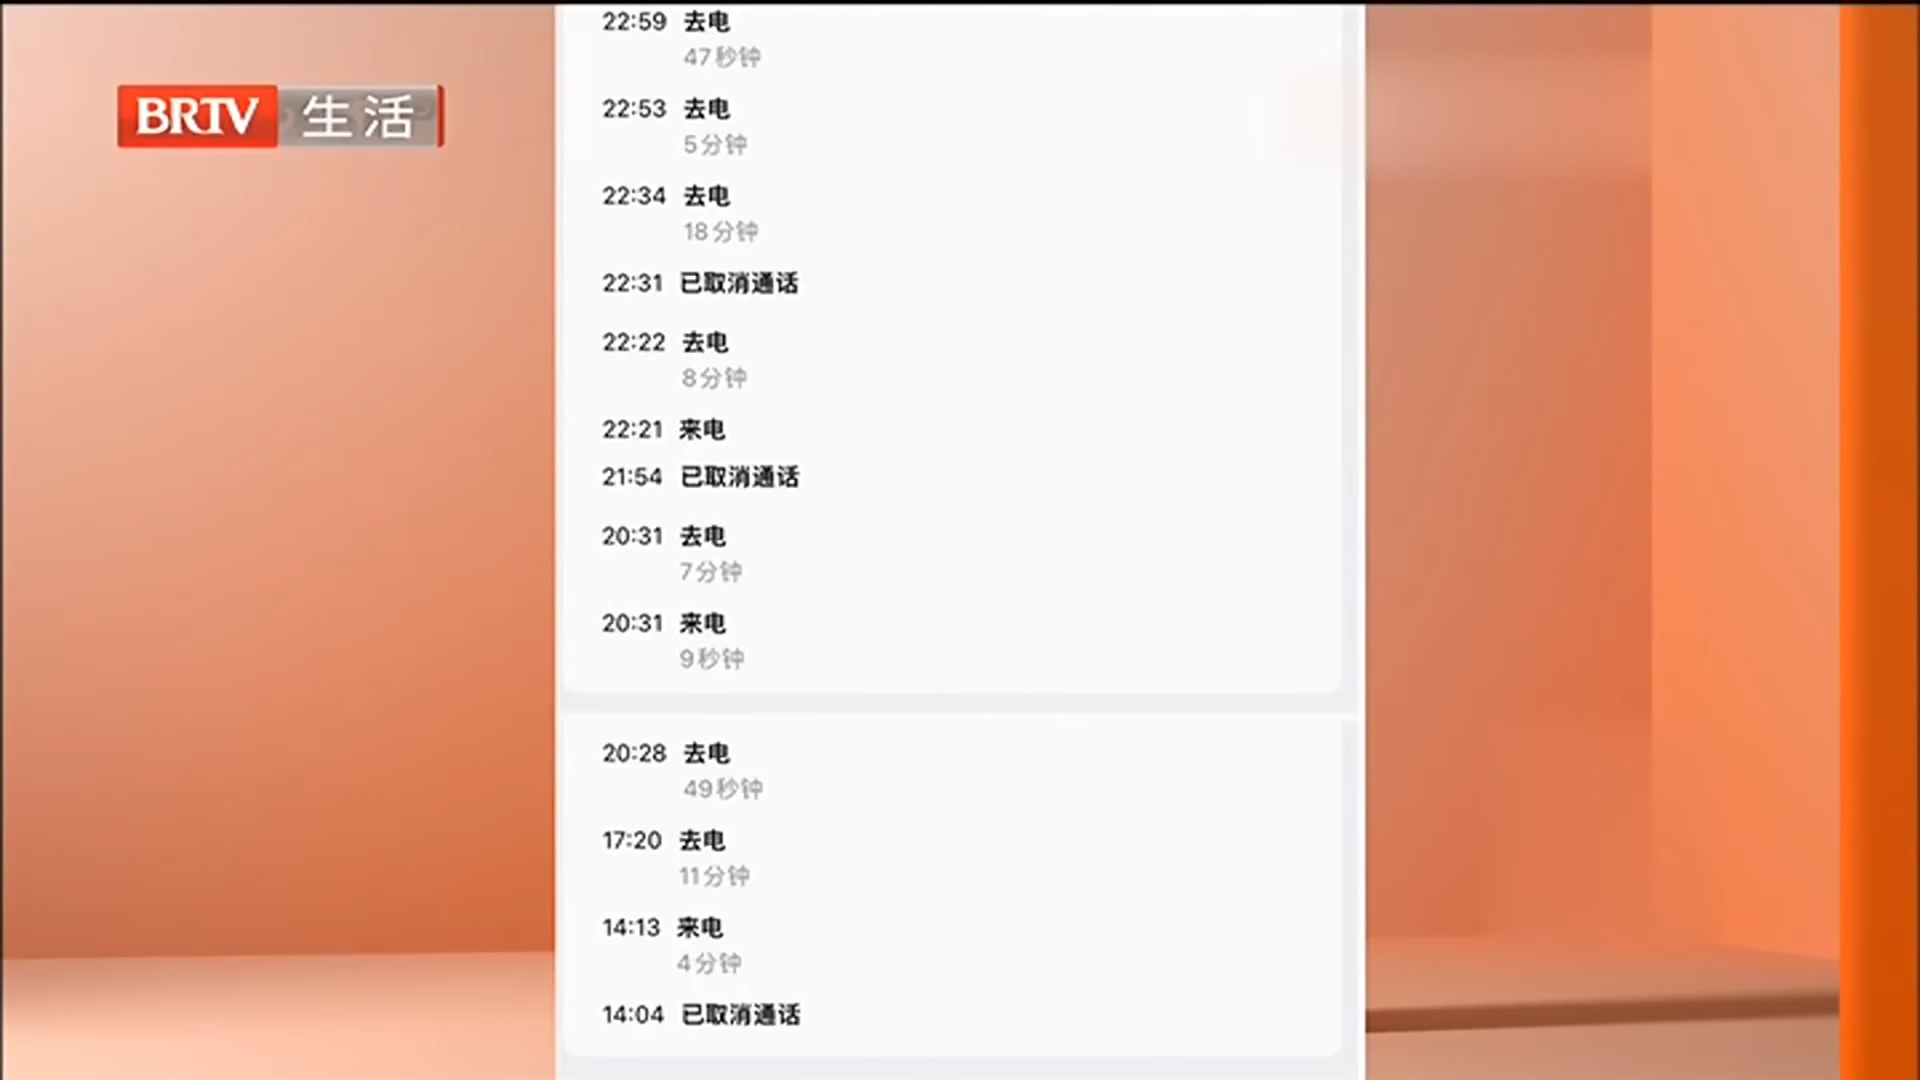 BRTV 生活
22:59 去电
47秒钟
22:53 去电
5分钟
22:34 去电
18分钟
22:31 已取消通话
22:22 去电
8分钟
22:21 来电
21:54 已取消通话
20:31 去电
7分钟
20:31 来电
9秒钟
20:28 去电
49秒钟
17:20 去电
11分钟
14:13 来电
4分钟
14:04 已取消通话